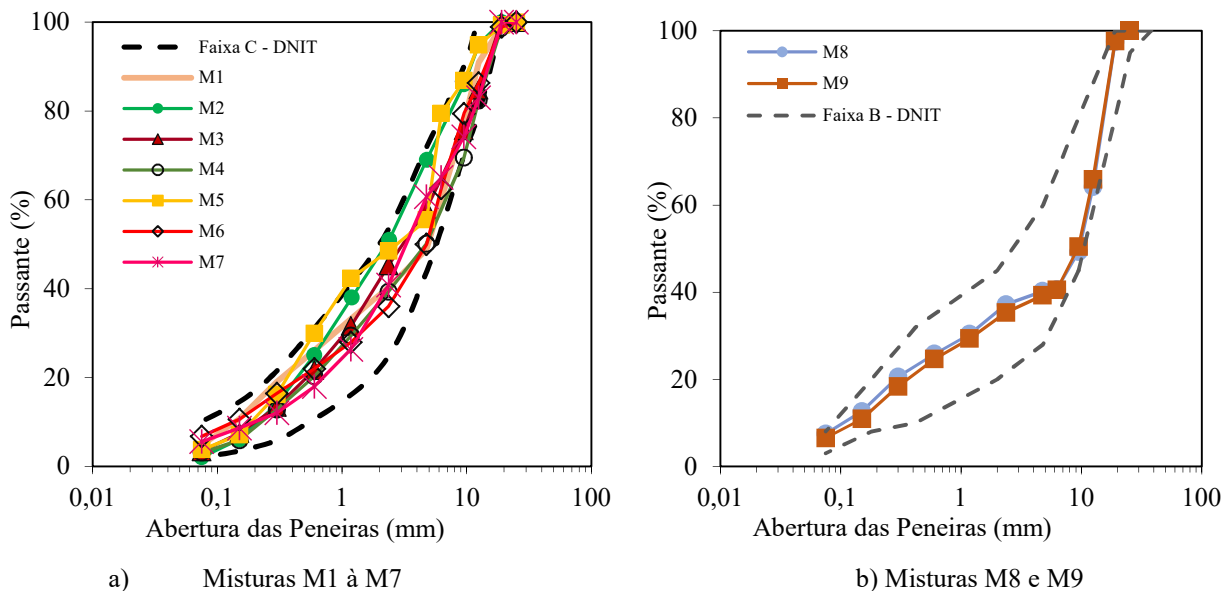 100
80
60
40
20
0
Passante (%)
Faixa C - DNIT
M1
M2
M3
M4
M5
M6
M7
0,01
0,1
1
10
100
Abertura das Peneiras (mm)
a) Misturas M1 à M7
100
80
60
40
20
0
Passante (%)
M8
M9
Faixa B - DNIT
0,01
0,1
1
10
100
Abertura das Peneiras (mm)
b) Misturas M8 e M9